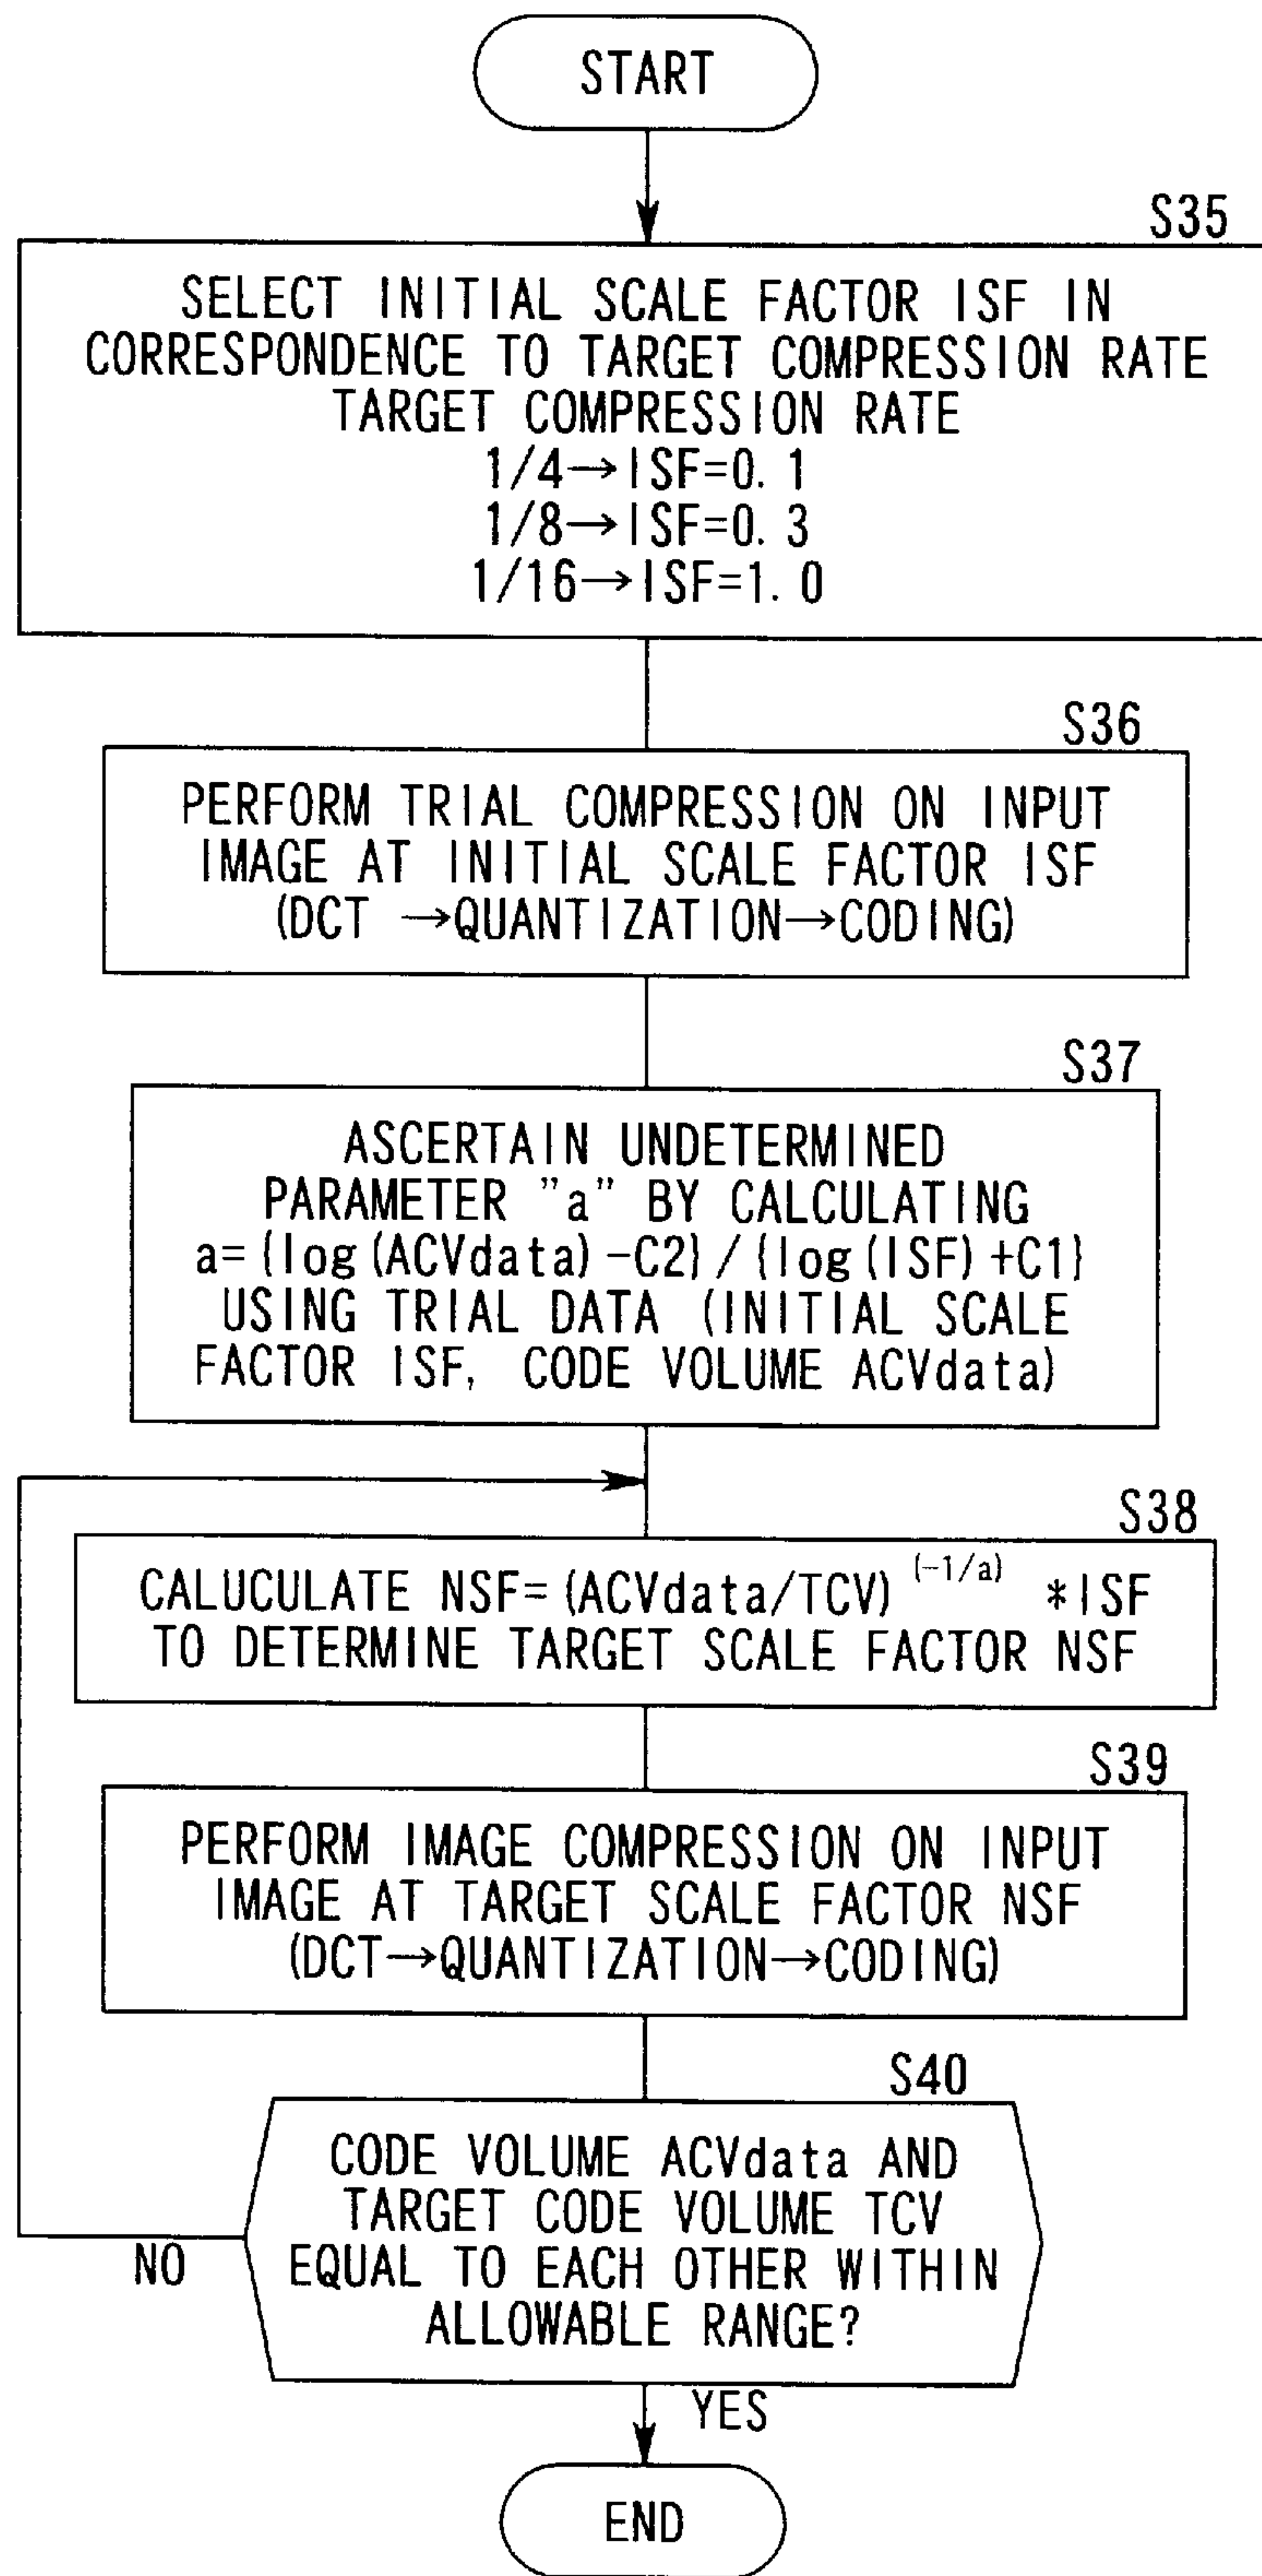 START
S35
SELECT INITIAL SCALE FACTOR ISF IN
CORRESPONDENCE TO TARGET COMPRESSION RATE
TARGET COMPRESSION RATE
1/4→ISF=0.1
1/8→ISF=0.3
1/16→ISF=1.0
S36
PERFORM TRIAL COMPRESSION ON INPUT
IMAGE AT INITIAL SCALE FACTOR ISF
(DCT →QUANTIZATION→CODING)
S37
ASCERTAIN UNDETERMINED
PARAMETER "a" BY CALCULATING
a={log(ACVdata)-C2}/{log(ISF)+C1}
USING TRIAL DATA (INITIAL SCALE
FACTOR ISF, CODE VOLUME ACVdata)
S38
CALUCULATE NSF=(ACVdata/TCV)^(-1/a) *ISF
TO DETERMINE TARGET SCALE FACTOR NSF
S39
PERFORM IMAGE COMPRESSION ON INPUT
IMAGE AT TARGET SCALE FACTOR NSF
(DCT→QUANTIZATION→CODING)
S40
CODE VOLUME ACVdata AND
TARGET CODE VOLUME TCV
EQUAL TO EACH OTHER WITHIN
ALLOWABLE RANGE?
NO
YES
END